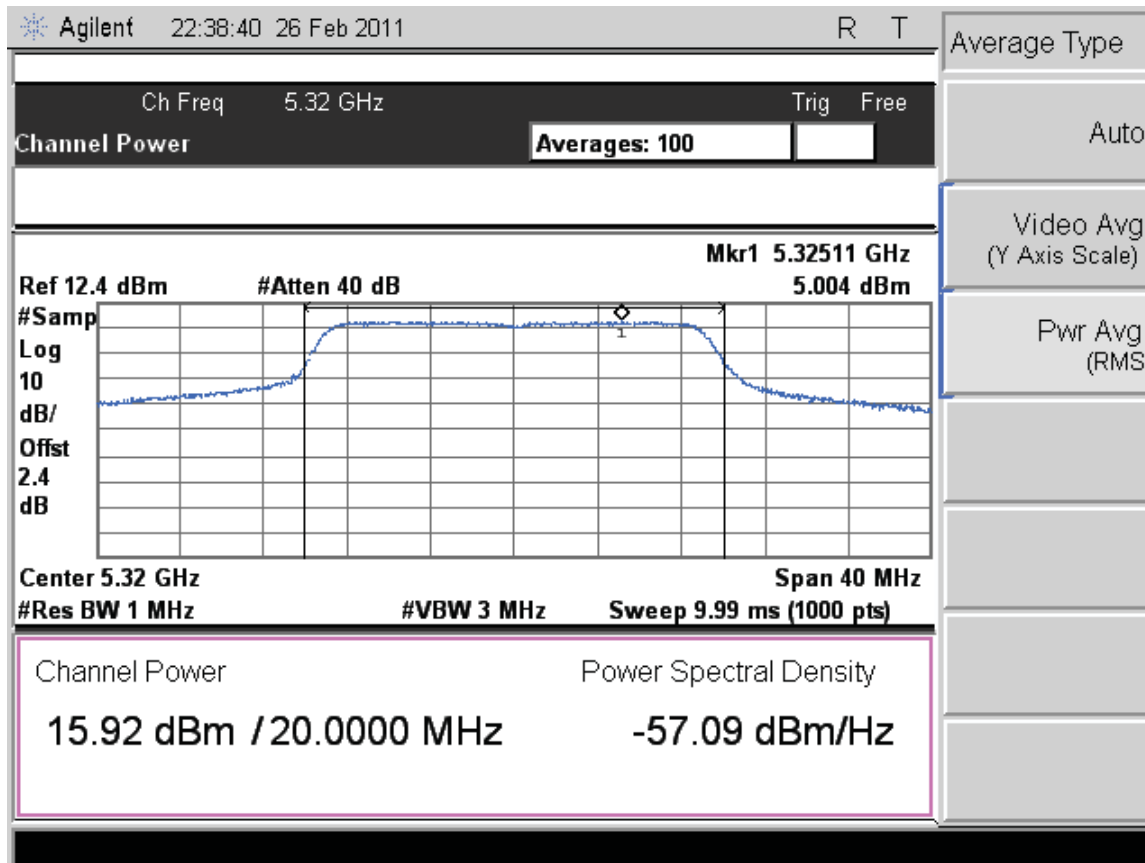 Agilent 22:38:40 26 Feb 2011 R T
Average Type
Ch Freq 5.32 GHz Trig Free
Channel Power Averages: 100
Auto
Video Avg
(Y Axis Scale)
Pwr Avg
(RMS
Mkr1 5.32511 GHz
Ref 12.4 dBm #Atten 40 dB 5.004 dBm
#Samp
Log
10
dB/
Offst
2.4
dB
1
Center 5.32 GHz Span 40 MHz
#Res BW 1 MHz #VBW 3 MHz Sweep 9.99 ms (1000 pts)
Channel Power Power Spectral Density
15.92 dBm / 20.0000 MHz -57.09 dBm/Hz